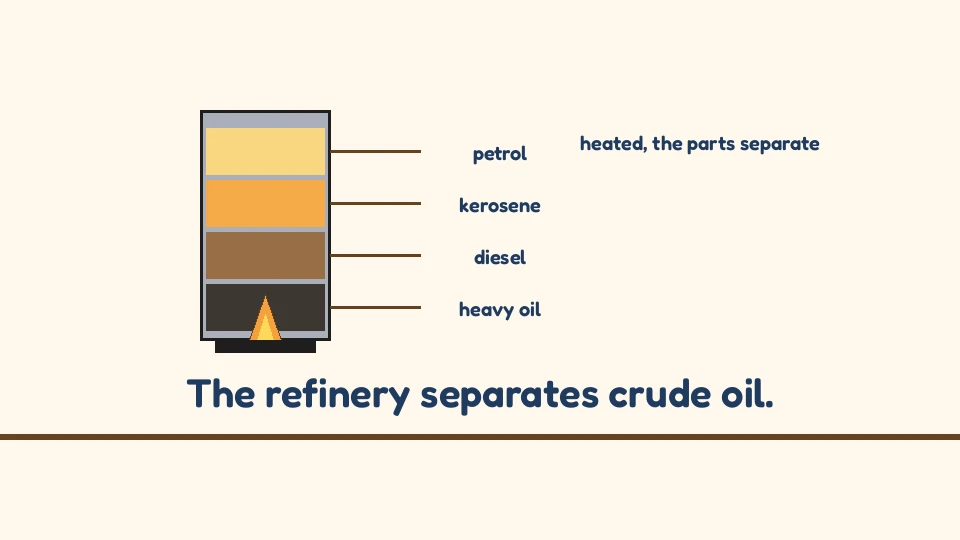 petrol
heated, the parts separate
kerosene
diesel
heavy oil
The refinery separates crude oil.